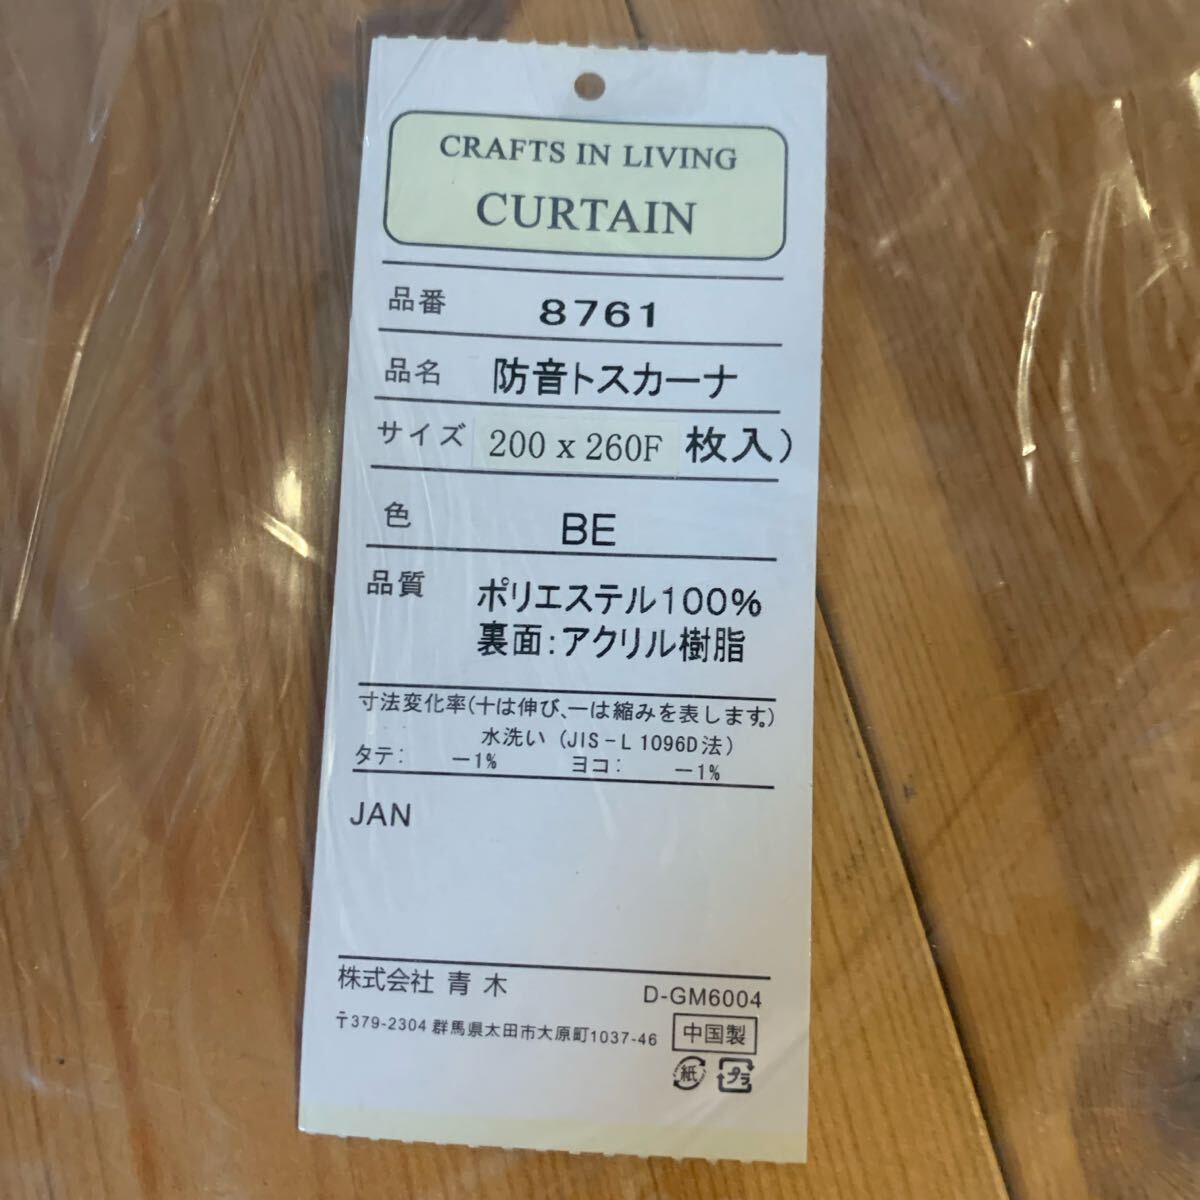 CRAFTS IN LIVING
CURTAIN
品番 8761
品名 防音トスカーナ
サイズ 200 x 260F 枚入)
色 BE
品質 ポリエステル100%
裏面:アクリル樹脂
寸法変化率(十は伸び、一は縮みを表します。)
水洗い (JIS-L 1096D法)
タテ: -1% ヨコ: -1%
JAN
株式会社 青木 D-GM6004
〒379-2304 群馬県太田市大原町1037-46 中国製
紙 プラ